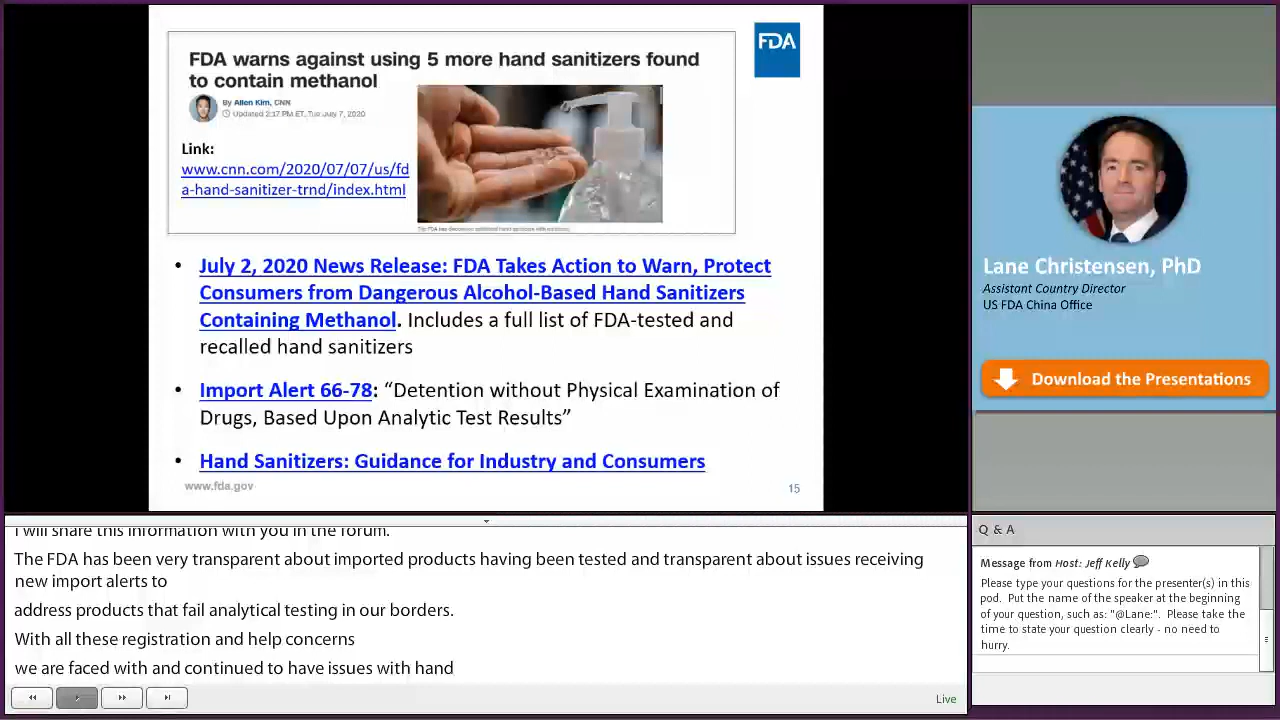 FDA warns against using 5 more hand sanitizers found
to contain methanol
By Allen Kim, CNN
Updated 2:17 PM ET, Tue July 7, 2020
Link:
www.cnn.com/2020/07/07/us/fd
a-hand-sanitizer-trnd/index.html
FDA
• July 2, 2020 News Release: FDA Takes Action to Warn, Protect
Consumers from Dangerous Alcohol-Based Hand Sanitizers
Containing Methanol. Includes a full list of FDA-tested and
recalled hand sanitizers
• Import Alert 66-78: “Detention without Physical Examination of
Drugs, Based Upon Analytic Test Results”
• Hand Sanitizers: Guidance for Industry and Consumers
www.fda.gov
15
Lane Christensen, PhD
Assistant Country Director
US FDA China Office
Download the Presentations
I will share this information with you in the forum.
The FDA has been very transparent about imported products having been tested and transparent about issues receiving
new import alerts to
address products that fail analytical testing in our borders.
With all these registration and help concerns
we are faced with and continued to have issues with hand
Live
Q & A
Message from Host: Jeff Kelly
Please type your questions for the presenter(s) in this
pod. Put the name of the speaker at the beginning
of your question, such as: "@Lane:". Please take the
time to state your question clearly - no need to
hurry.